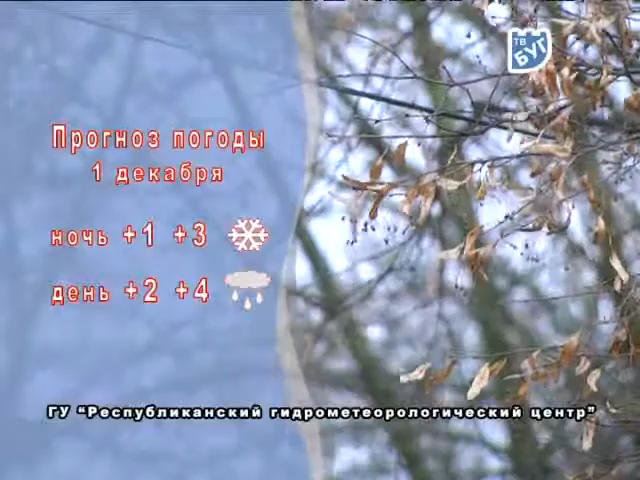 ТВ
БУГ
Прогноз погоды
1 декабря
ночь +1 +3
день +2 +4
ГУ "Республиканский гидрометеорологический центр"